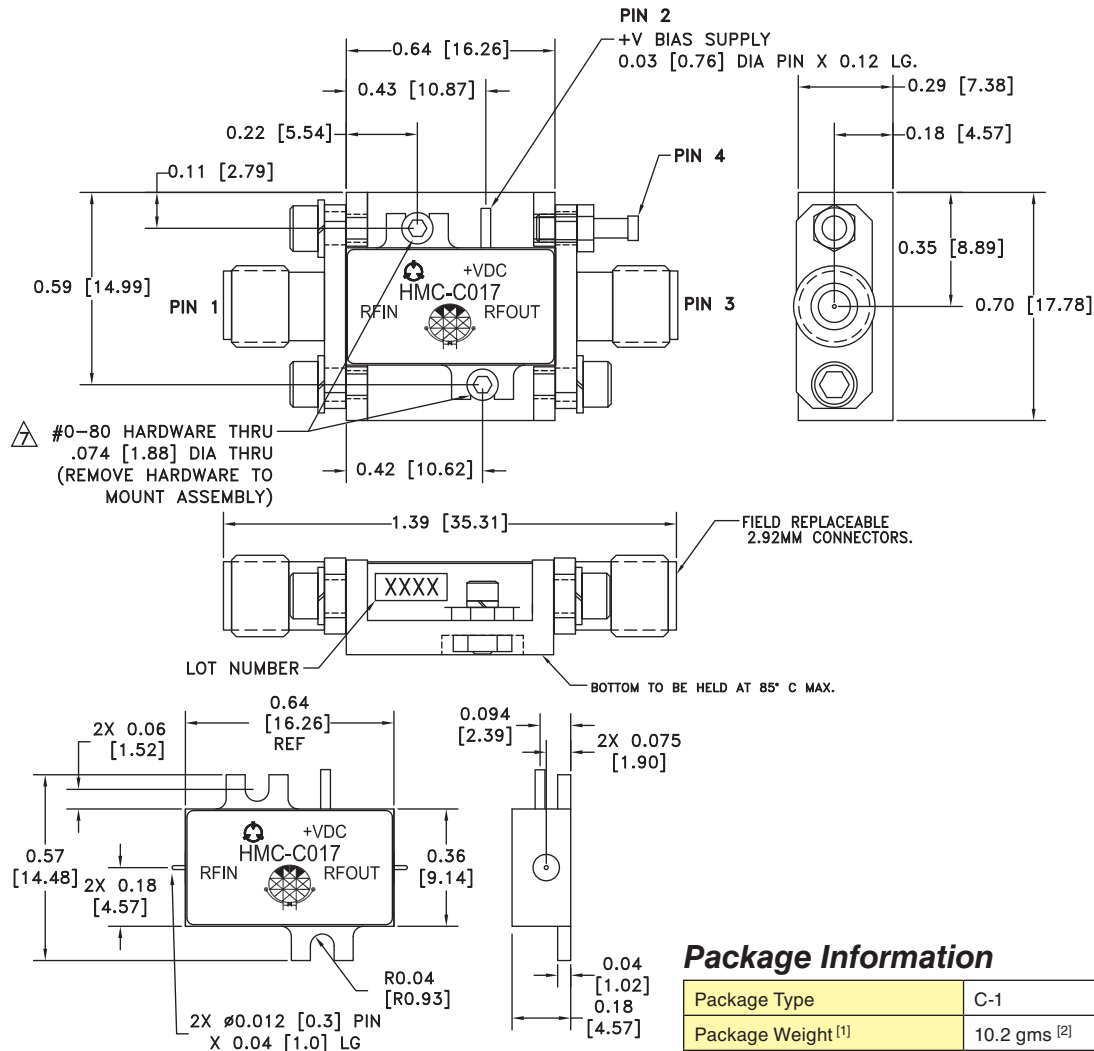 PIN 2
+V BIAS SUPPLY
0.03 [0.76] DIA PIN X 0.12 LG.
0.64 [16.26]
0.43 [10.87]
0.22 [5.54]
0.11 [2.79]
0.59 [14.99]
PIN 4
PIN 1
+VDC
HMC-C017
RFIN
RFOUT
PIN 3
0.29 [7.38]
0.18 [4.57]
0.35 [8.89]
0.70 [17.78]
7
#0-80 HARDWARE THRU
.074 [1.88] DIA THRU
(REMOVE HARDWARE TO
MOUNT ASSEMBLY)
0.42 [10.62]
1.39 [35.31]
FIELD REPLACEABLE
2.92MM CONNECTORS.
XXXX
LOT NUMBER
BOTTOM TO BE HELD AT 85° C MAX.
0.64
[16.26]
REF
2X 0.06
[1.52]
0.57
[14.48]
2X 0.18
[4.57]
+VDC
HMC-C017
RFIN
RFOUT
0.36
[9.14]
R0.04
[R0.93]
2X ø0.012 [0.3] PIN
X 0.04 [1.0] LG
0.094
[2.39]
2X 0.075
[1.90]
0.04
[1.02]
0.18
[4.57]
Package Information
Package Type C-1
Package Weight [1] 10.2 gms [2]